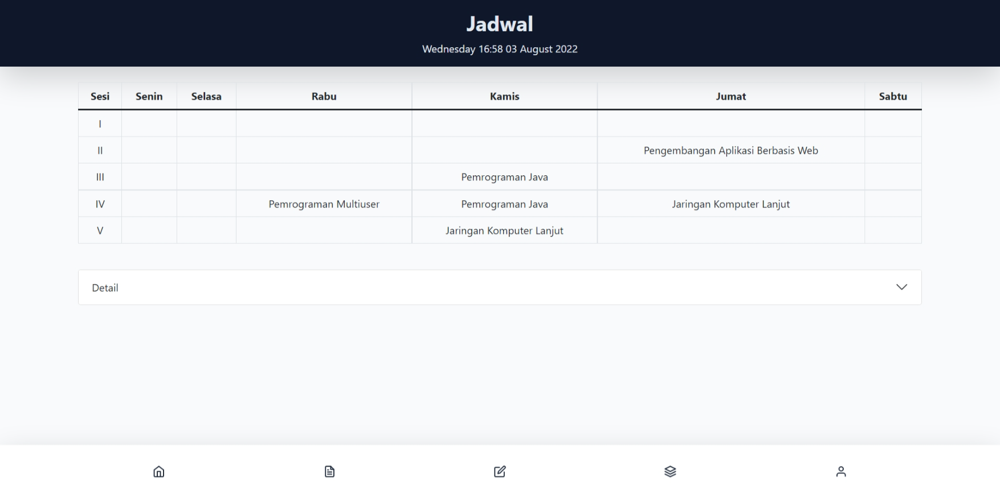 Jadwal
Wednesday 16:58 03 August 2022
Sesi Senin Selasa Rabu Kamis Jumat Sabtu
I
II Pengembangan Aplikasi Berbasis Web
III Pemrograman Java
IV Pemrograman Multiuser Pemrograman Java Jaringan Komputer Lanjut
V Jaringan Komputer Lanjut
Detail